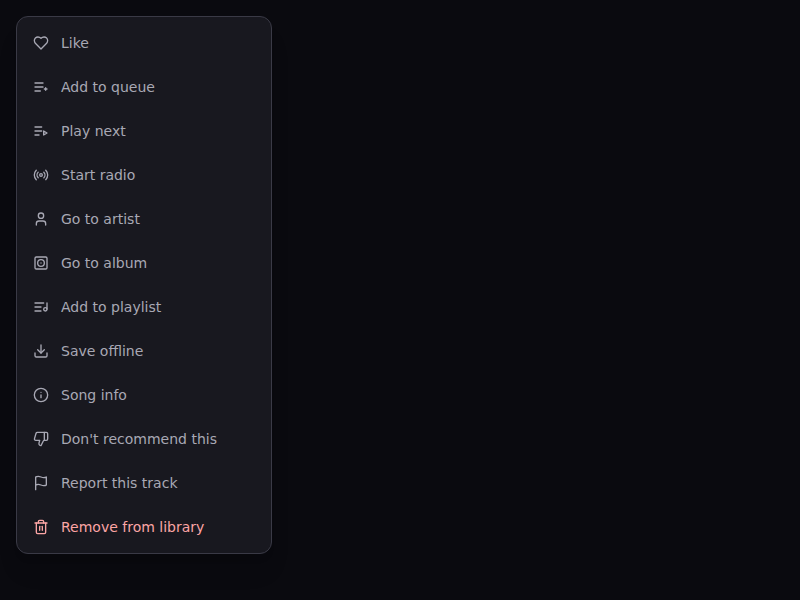 Like
Add to queue
Play next
Start radio
Go to artist
Go to album
Add to playlist
Save offline
Song info
Don't recommend this
Report this track
Remove from library